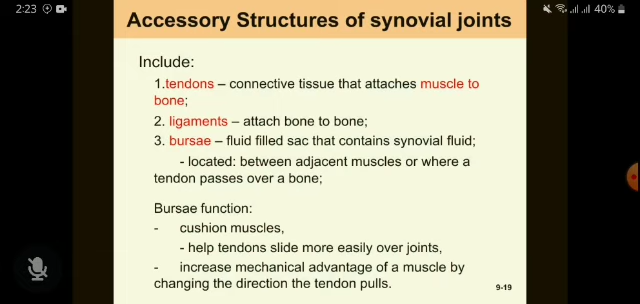 2:23 40%
Accessory Structures of synovial joints
Include:
1.tendons – connective tissue that attaches muscle to
bone;
2. ligaments – attach bone to bone;
3. bursae – fluid filled sac that contains synovial fluid;
- located: between adjacent muscles or where a
tendon passes over a bone;
Bursae function:
- cushion muscles,
- help tendons slide more easily over joints,
- increase mechanical advantage of a muscle by
changing the direction the tendon pulls.
9-19